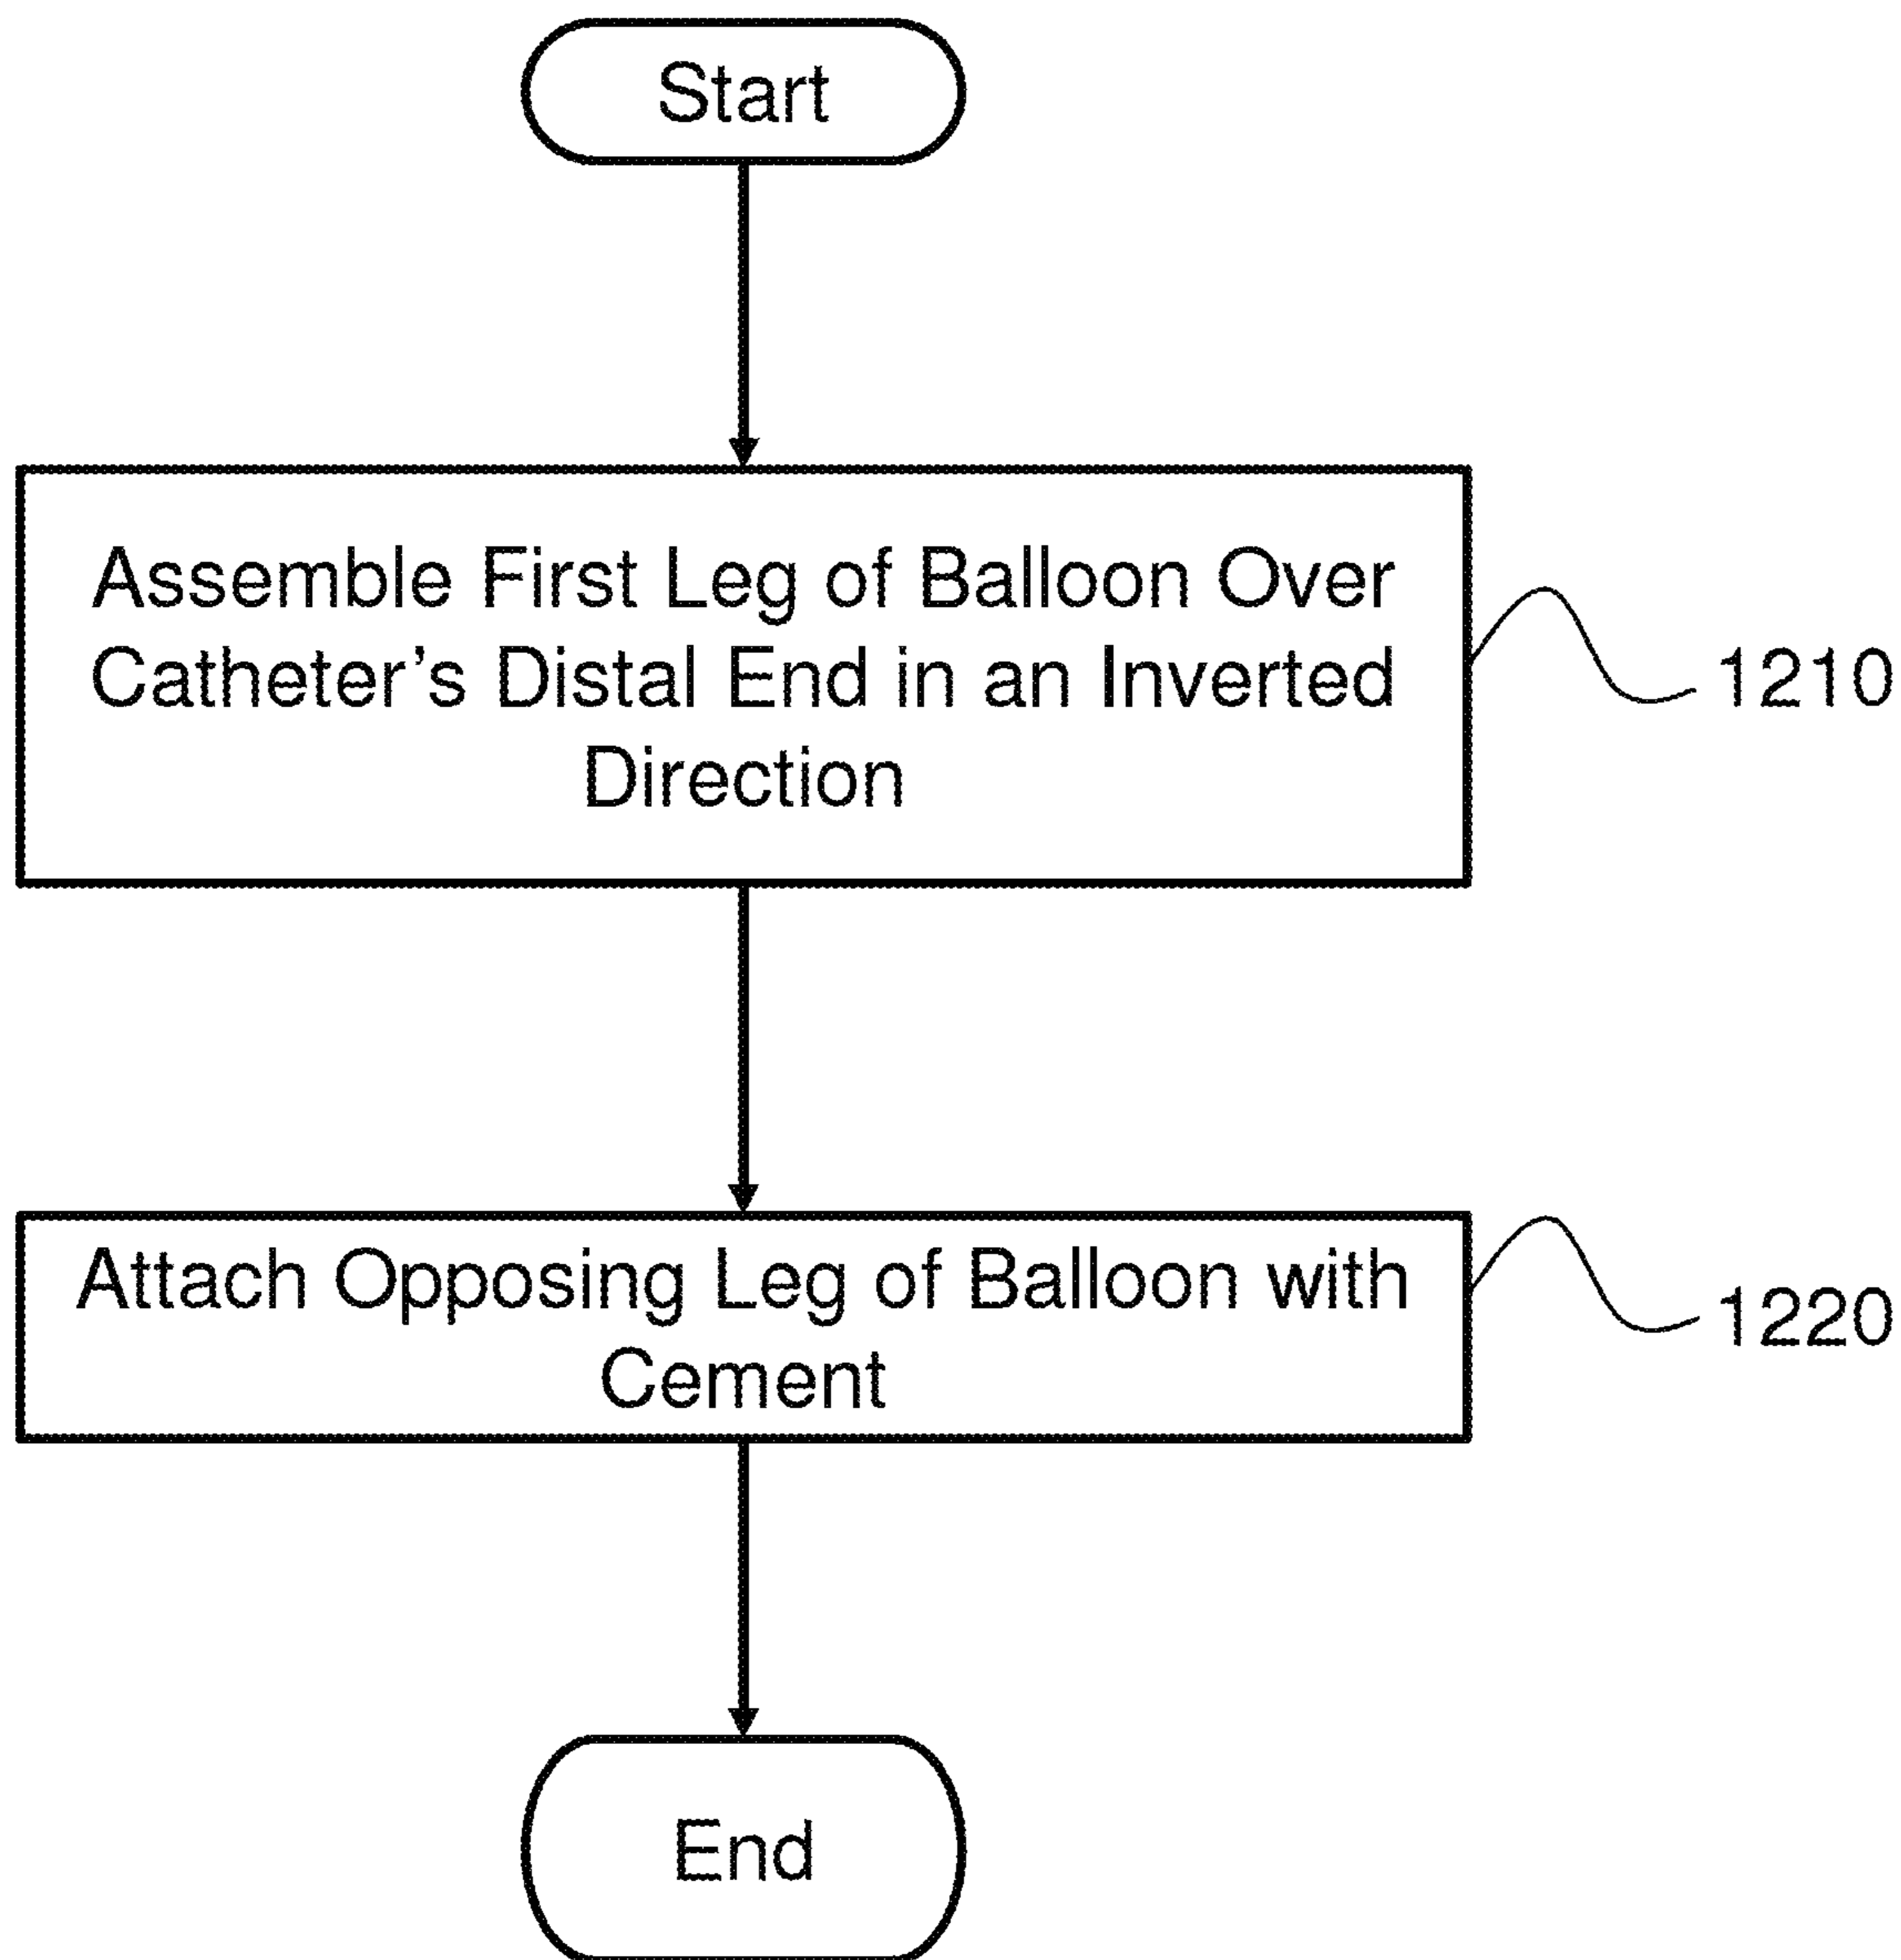 Start
Assemble First Leg of Balloon Over
Catheter’s Distal End in an Inverted
Direction
1210
Attach Opposing Leg of Balloon with
Cement
1220
End